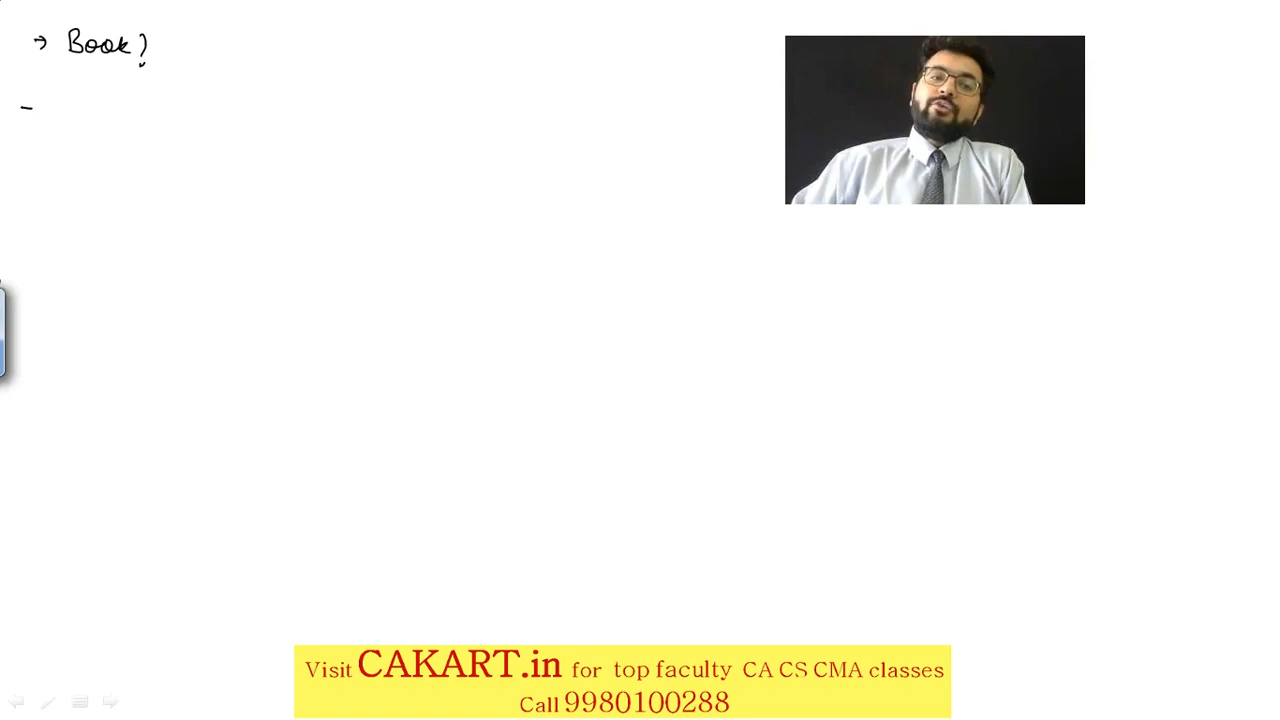 → Book?
-
Visit CAKART.in for top faculty CA CS CMA classes
Call 9980100288